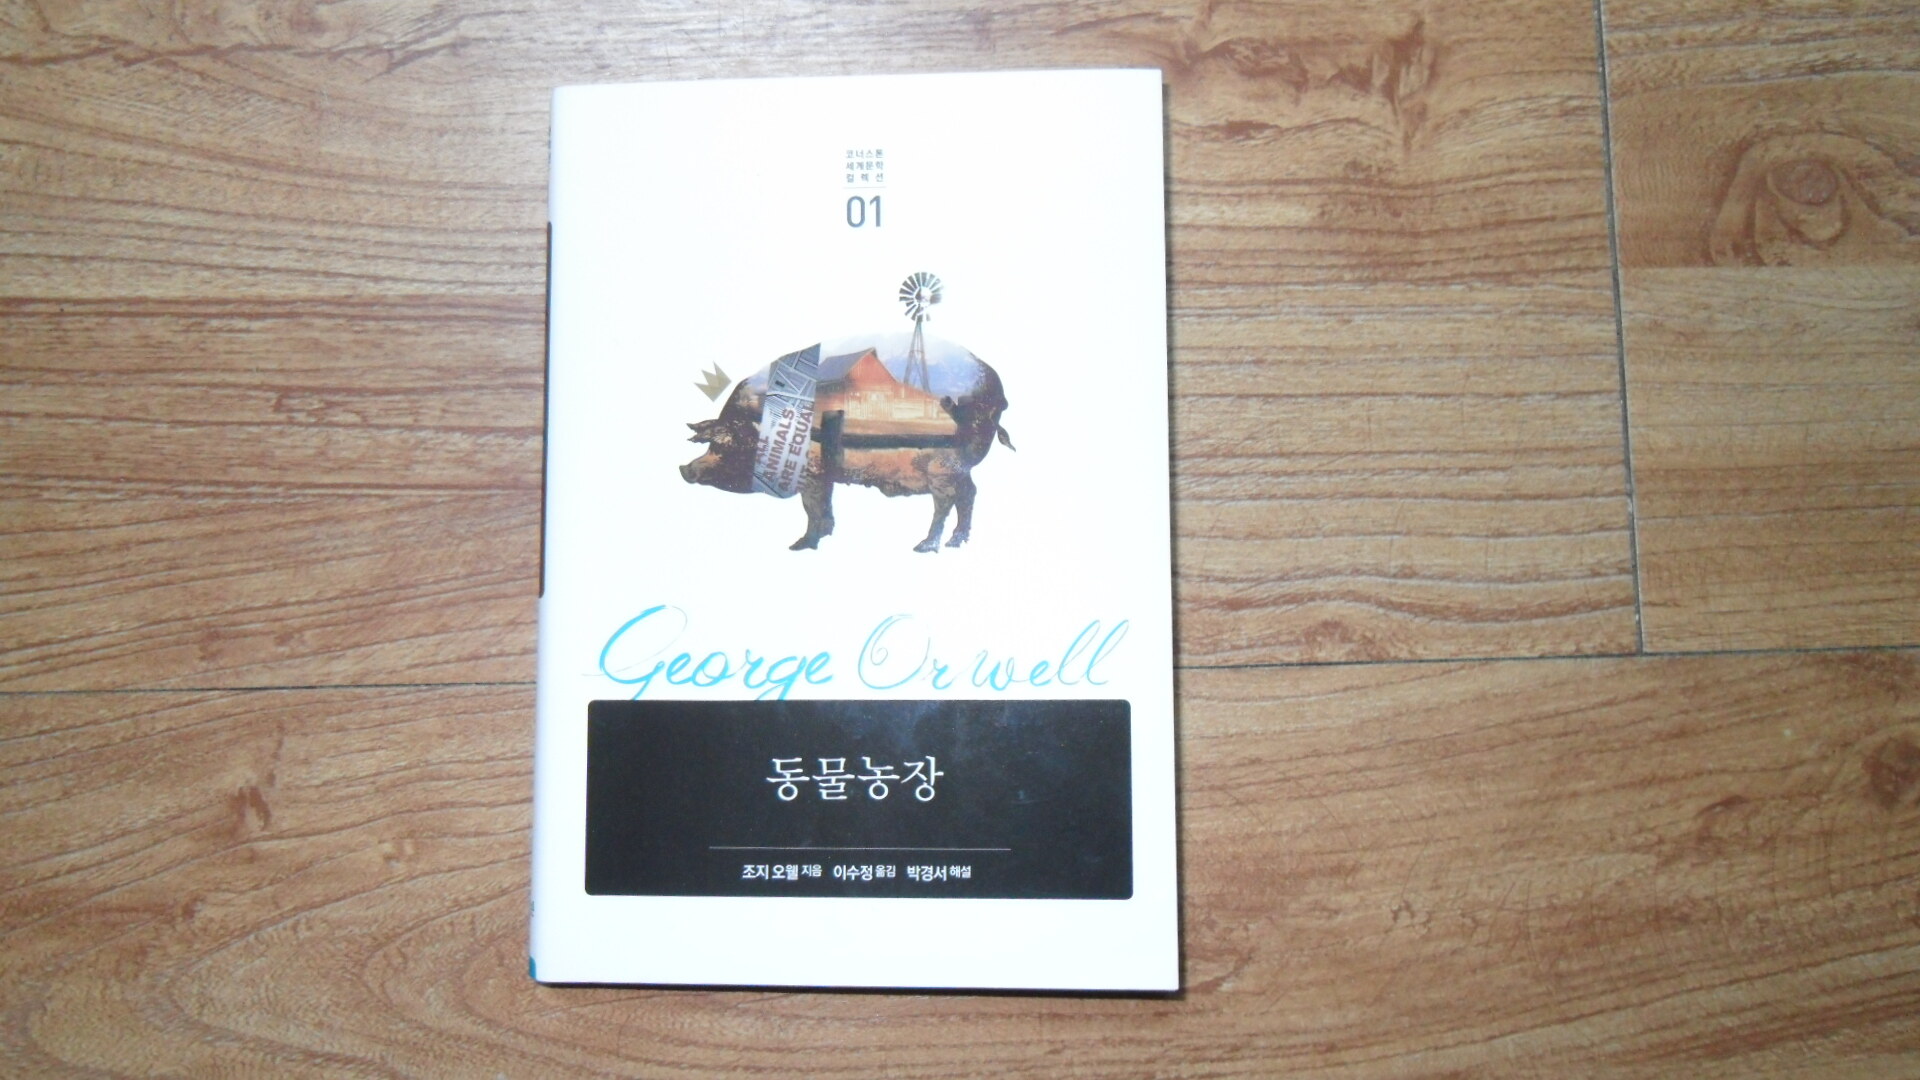 코너스톤
세계문학
컬렉션
01
ALL
ANIMALS
ARE EQUAL
BUT
George Orwell
동물농장
조지 오웰 지음 이수정 옮김 박경서 해설